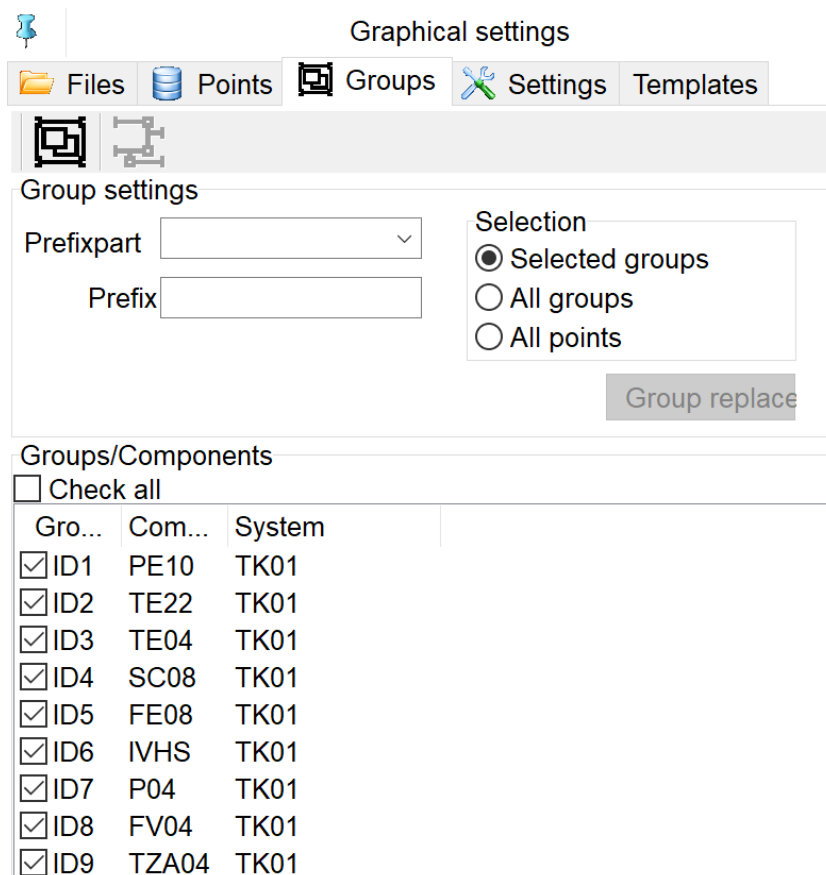 Graphical settings
Files Points Groups Settings Templates
Group settings
Prefixpart
Prefix
Selection
Selected groups
All groups
All points
Group replace
Groups/Components
Check all
Gro... Com... System
ID1 PE10 TK01
ID2 TE22 TK01
ID3 TE04 TK01
ID4 SC08 TK01
ID5 FE08 TK01
ID6 IVHS TK01
ID7 P04 TK01
ID8 FV04 TK01
ID9 TZA04 TK01